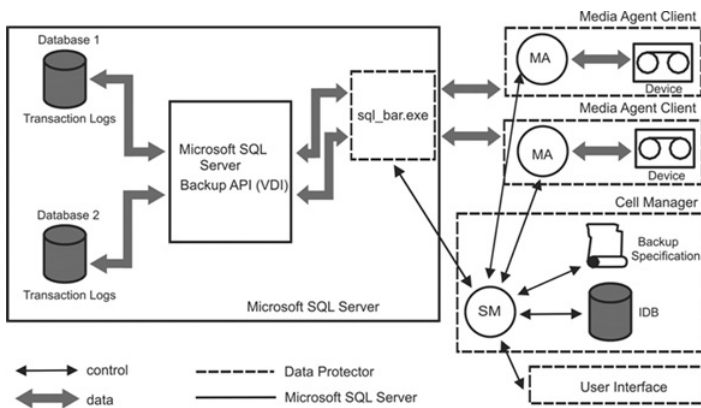 Database 1
Transaction Logs
Database 2
Transaction Logs
Microsoft SQL
Server
Backup API (VDI)
sql_bar.exe
Microsoft SQL Server
Media Agent Client
MA
Device
Media Agent Client
MA
Device
Cell Manager
Backup
Specification
SM
IDB
User Interface
control
data
Data Protector
Microsoft SQL Server